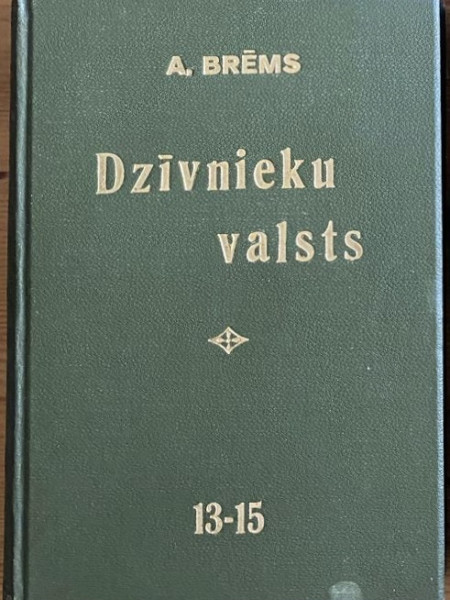 A. BRĒMS
Dzīvnieku
valsts
13-15